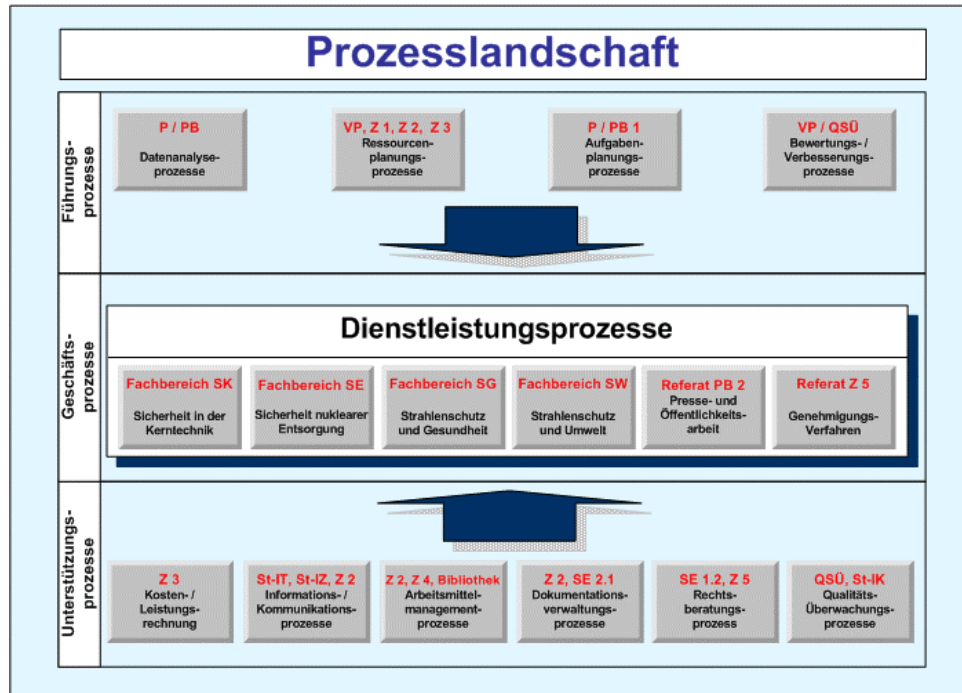 Prozesslandschaft
Führungs-
prozesse
P / PB
Datenanalyse-
prozesse
VP, Z 1, Z 2, Z 3
Ressourcen-
planungs-
prozesse
P / PB 1
Aufgaben-
planungs-
prozesse
VP / QSÜ
Bewertungs- /
Verbesserungs-
prozesse
Geschäfts-
prozesse
Dienstleistungsprozesse
Fachbereich SK
Sicherheit in der
Kerntechnik
Fachbereich SE
Sicherheit nuklearer
Entsorgung
Fachbereich SG
Strahlenschutz
und Gesundheit
Fachbereich SW
Strahlenschutz
und Umwelt
Referat PB 2
Presse- und
Öffentlichkeits-
arbeit
Referat Z 5
Genehmigungs-
Verfahren
Unterstützungs-
prozesse
Z 3
Kosten- /
Leistungs-
rechnung
St-IT, St-IZ, Z 2
Informations- /
Kommunikations-
prozesse
Z 2, Z 4, Bibliothek
Arbeitsmittel-
management-
prozesse
Z 2, SE 2.1
Dokumentations-
verwaltungs-
prozesse
SE 1.2, Z 5
Rechts-
beratungs-
prozess
QSÜ, St-IK
Qualitäts-
Überwachungs-
prozesse